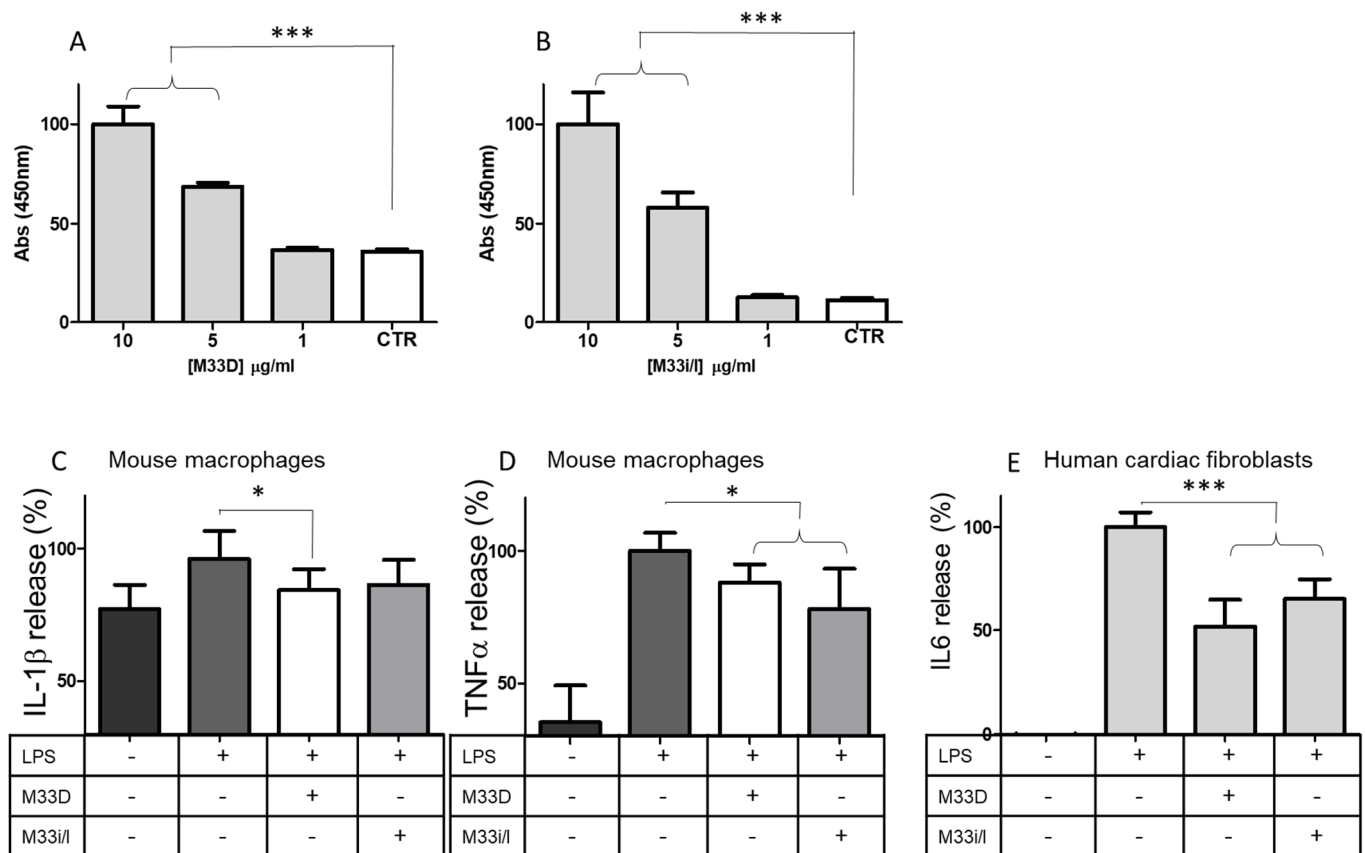 A
***
Abs (450nm)
100
50
0
10 5 1 CTR
[M33D] μg/ml
B
***
Abs (450nm)
100
50
0
10 5 1 CTR
[M33i/l] μg/ml
C Mouse macrophages
*
IL-1β release (%)
100
50
LPS - + + +
M33D - - + -
M33i/l - - - +
D Mouse macrophages
*
TNFα release (%)
100
50
LPS - + + +
M33D - - + -
M33i/l - - - +
E Human cardiac fibroblasts
***
IL6 release (%)
100
50
0
LPS - + + +
M33D - - + -
M33i/l - - - +